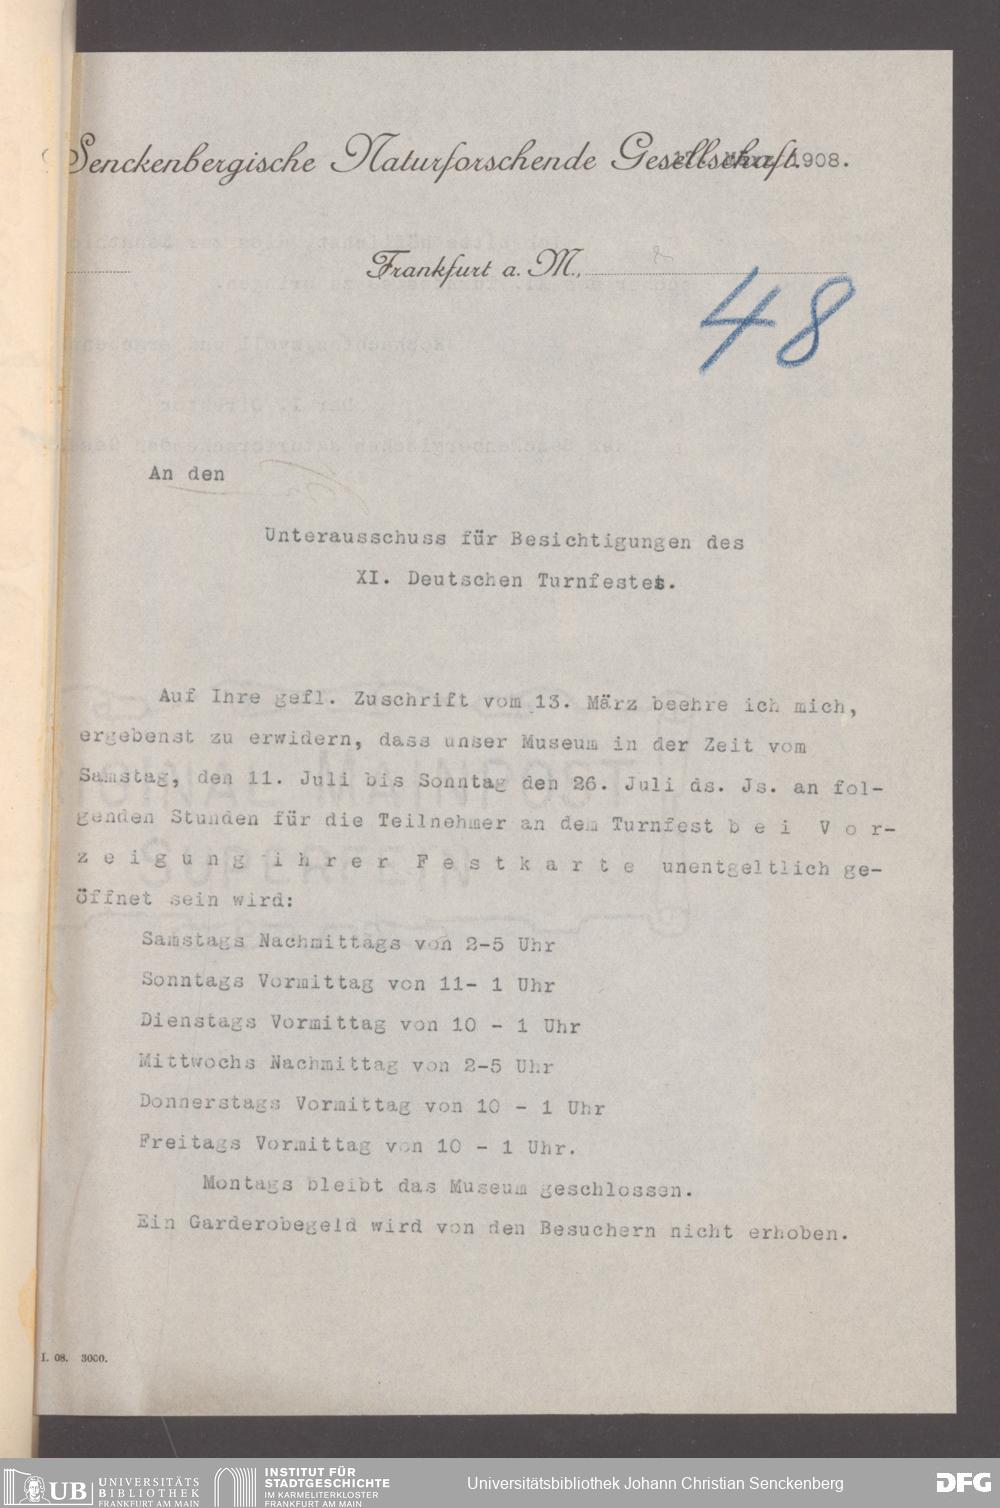 Senckenbergische Naturforschende Gesellschaft.
1908.
Frankfurt a. M.,
48
An den
Unterausschuss für Besichtigungen des
XI. Deutschen Turnfestes.
Auf Ihre gefl. Zuschrift vom 13. März beehre ich mich,
ergebenst zu erwidern, dass unser Museum in der Zeit vom
Samstag, den 11. Juli bis Sonntag den 26. Juli ds. Js. an fol-
genden Stunden für die Teilnehmer an dem Turnfest b e i V o r-
z e i g u n g i h r e r F e s t k a r t e unentgeltlich ge-
öffnet sein wird:
Samstags Nachmittags von 2-5 Uhr
Sonntags Vormittag von 11- 1 Uhr
Dienstags Vormittag von 10 - 1 Uhr
Mittwochs Nachmittag von 2-5 Uhr
Donnerstags Vormittag von 10 - 1 Uhr
Freitags Vormittag von 10 - 1 Uhr.
Montags bleibt das Museum geschlossen.
Ein Garderobegeld wird von den Besuchern nicht erhoben.
I. 08. 3000.
UB UNIVERSITÄTS
BIBLIOTHEK
FRANKFURT AM MAIN
INSTITUT FÜR
STADTGESCHICHTE
IM KARMELITERKLOSTER
FRANKFURT AM MAIN
Universitätsbibliothek Johann Christian Senckenberg
DFG